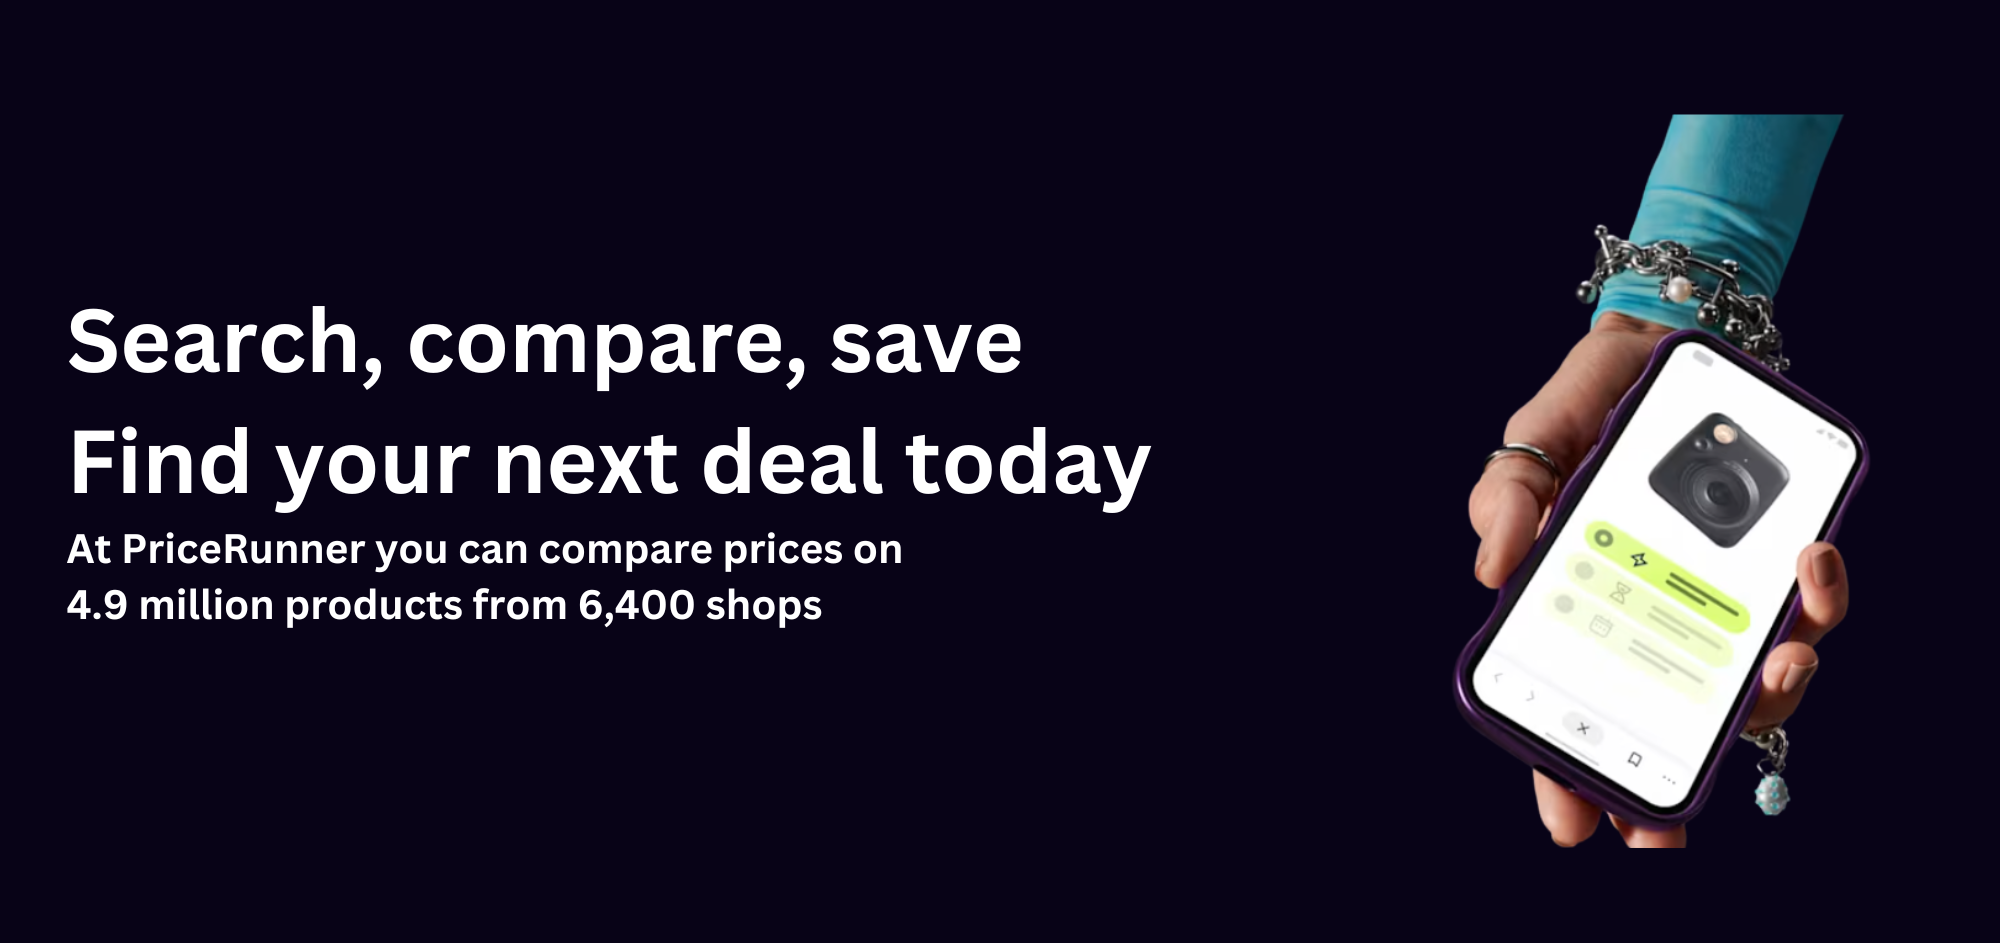 Search, compare, save
Find your next deal today
At PriceRunner you can compare prices on
4.9 million products from 6,400 shops